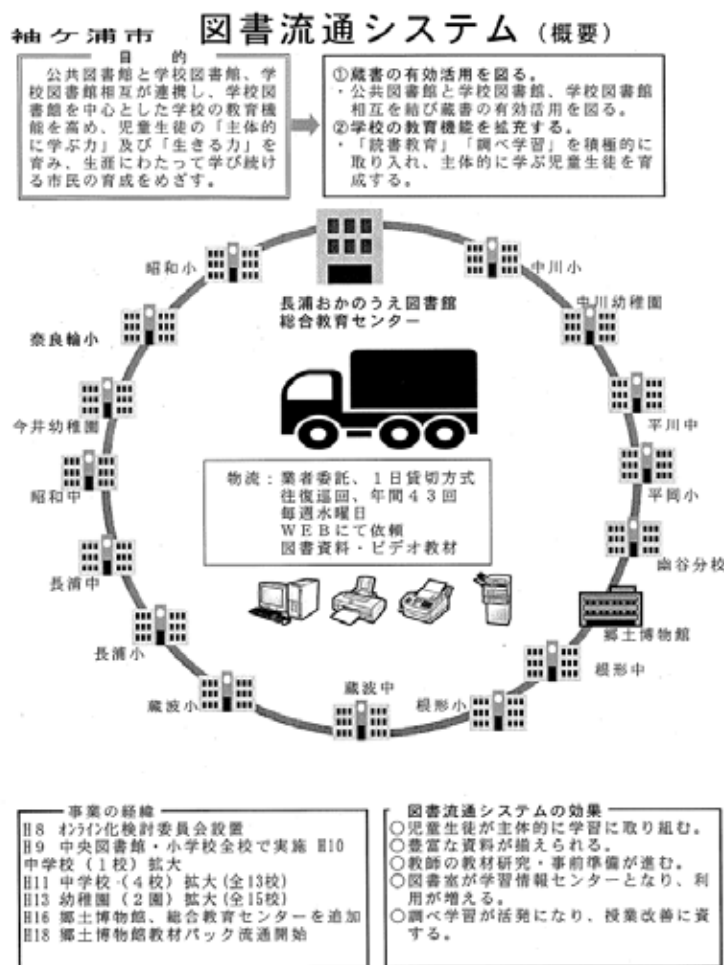 袖ケ浦市 図書流通システム（概要）
目 的
公共図書館と学校図書館、学
校図書館相互が連携し、学校図
書館を中心とした学校の教育機
能を高め、児童生徒の「主体的
に学ぶ力」及び「生きる力」を
育み、生涯にわたって学び続け
る市民の育成をめざす。
①蔵書の有効活用を図る。
・公共図書館と学校図書館、学校図書館
相互を結び蔵書の有効活用を図る。
②学校の教育機能を拡充する。
・「読書教育」「調べ学習」を積極的に
取り入れ、主体的に学ぶ児童生徒を育
成する。
昭和小
中川小
長浦おかのうえ図書館
総合教育センター
中川幼稚園
奈良輪小
今井幼稚園
平川中
昭和中
平岡小
物流：業者委託、１日貸切方式
往復巡回、年間４３回
毎週水曜日
ＷＥＢにて依頼
図書資料・ビデオ教材
幽谷分校
長浦中
郷土博物館
長浦小
根形中
蔵波小
蔵波中
根形小
事業の経緯
H8 オンライン化検討委員会設置
H9 中央図書館・小学校全校で実施 H10
中学校（１校）拡大
H11 中学校（４校）拡大(全13校)
H13 幼稚園（２園）拡大(全15校)
H16 郷土博物館、総合教育センターを追加
H18 郷土博物館教材パック流通開始
図書流通システムの効果
○児童生徒が主体的に学習に取り組む。
○豊富な資料が揃えられる。
○教師の教材研究・事前準備が進む。
○図書室が学習情報センターとなり、利
用が増える。
○調べ学習が活発になり、授業改善に資
する。